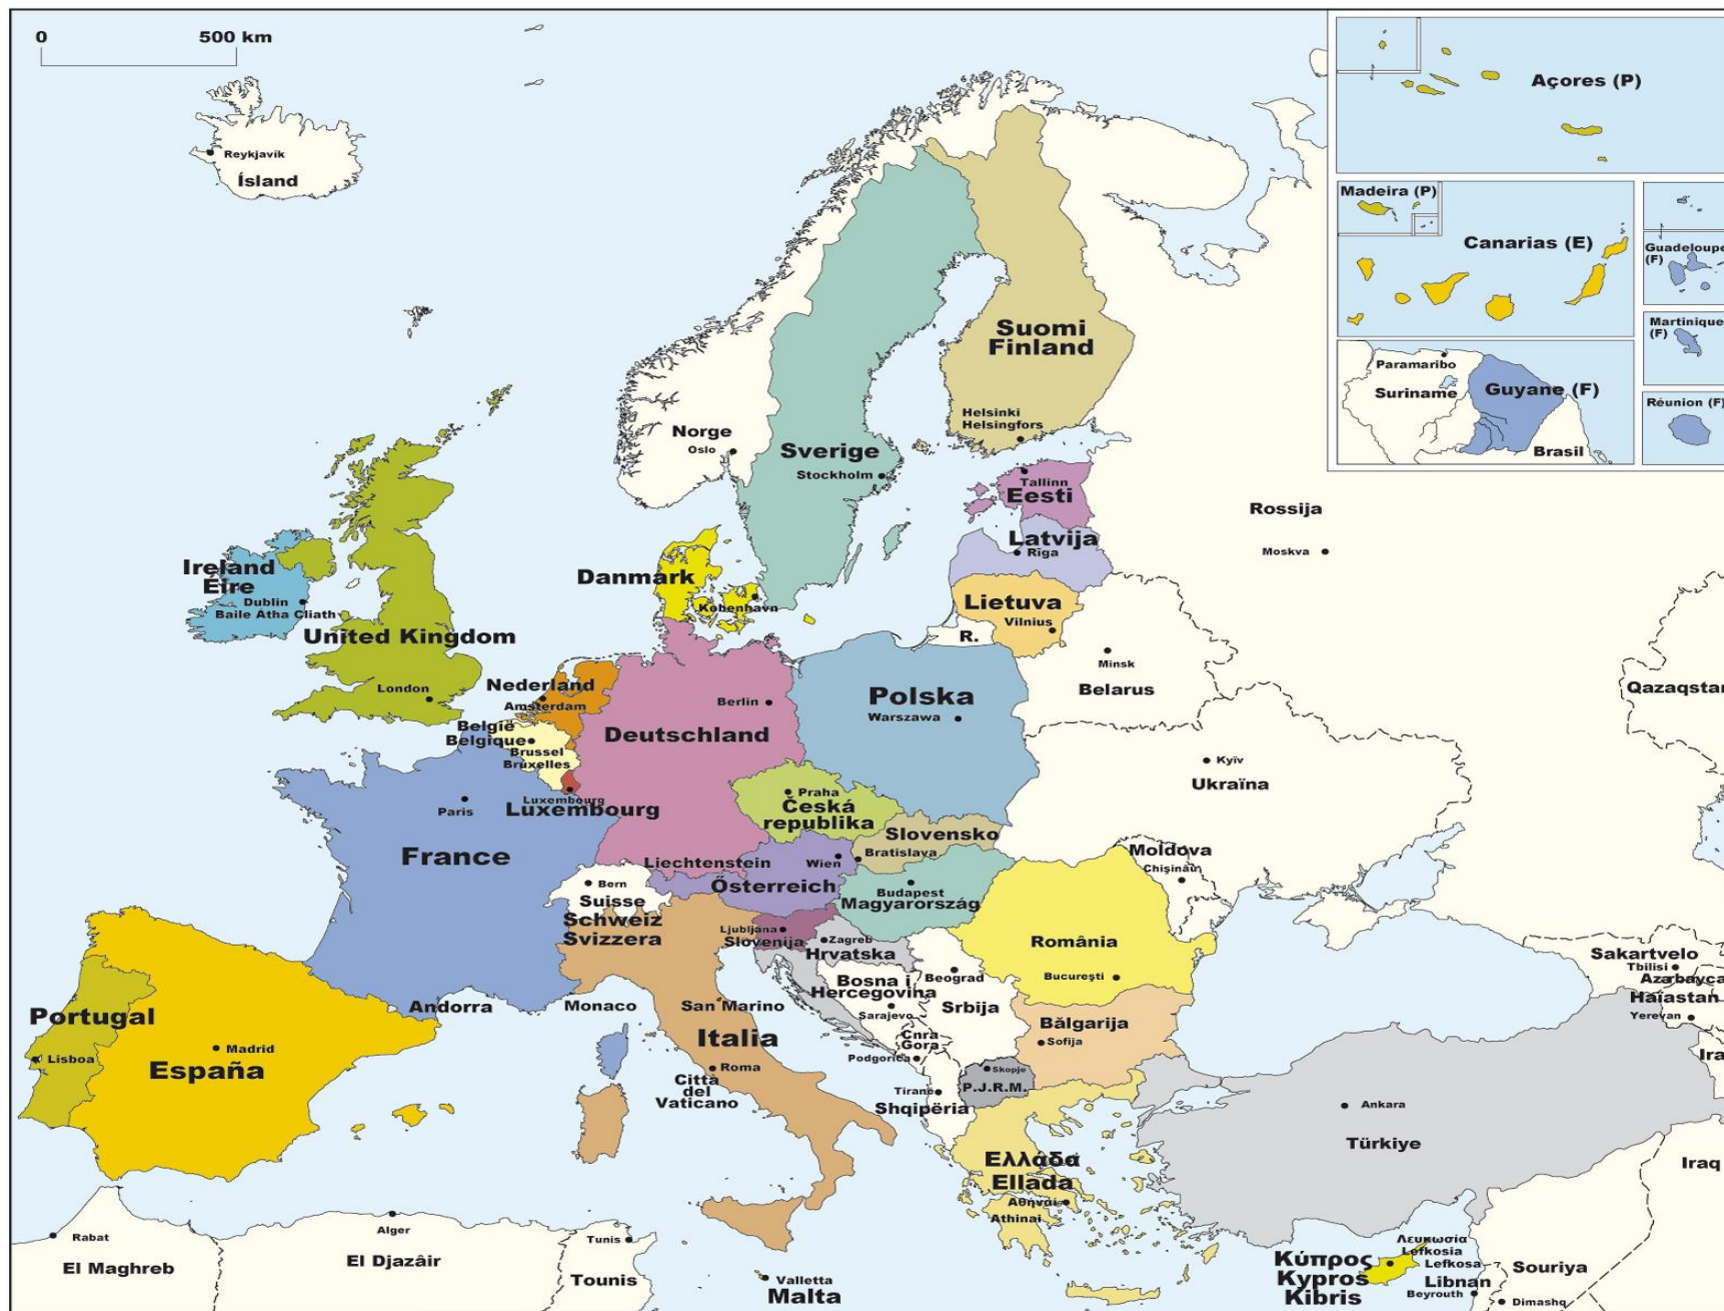 0 500 km
Reykjavík
Ísland
Açores (P)
Madeira (P)
Canarias (E)
Guadeloupe
(F)
Martinique
(F)
Réunion (F)
Paramaribo
Suriname
Guyane (F)
Brasil
Suomi
Finland
Helsinki
Helsingfors
Norge
Oslo
Sverige
Stockholm
Tallinn
Eesti
Latvija
Rīga
Rossija
Moskva
Ireland
Éire
Dublin
Baile Atha Cliath
United Kingdom
London
Danmark
København
Lietuva
Vilnius
R.
Minsk
Belarus
Qazaqstan
Nederland
Amsterdam
België
Belgique
Brussel
Bruxelles
Luxembourg
Luxembourg
Berlin
Deutschland
Polska
Warszawa
Kyïv
Ukraïna
Paris
France
Praha
Česká
republika
Slovensko
Bratislava
Liechtenstein
Wien
Ősterreich
Budapest
Magyarország
Moldova
Chişinău
Bern
Suisse
Schweiz
Svizzera
Ljubljana
Slovenija
Zagreb
Hrvatska
România
Bucureşti
Bosna i
Hercegovina
Sarajevo
Beograd
Srbija
Sakartvelo
Tbilisi
Azərbayca
Haïastan
Yerevan
Ira
Portugal
Lisboa
Madrid
España
Andorra
Monaco
San Marino
Italia
Roma
Città
del
Vaticano
Cnra
Gora
Podgorica
Bălgarija
Sofija
Skopje
P.J.R.M.
Tirane
Shqipëria
Ankara
Türkiye
Iraq
Ελλάδα
Ellada
Αθήναι
Athinai
Rabat
El Maghreb
Alger
El Djazâir
Tunis
Tounis
Valletta
Malta
Κύπρος
Kypros
Kibris
Λευκωσία
Lefkosia
Lefkosa
Libnan
Beyrouth
Souriya
Dimashq